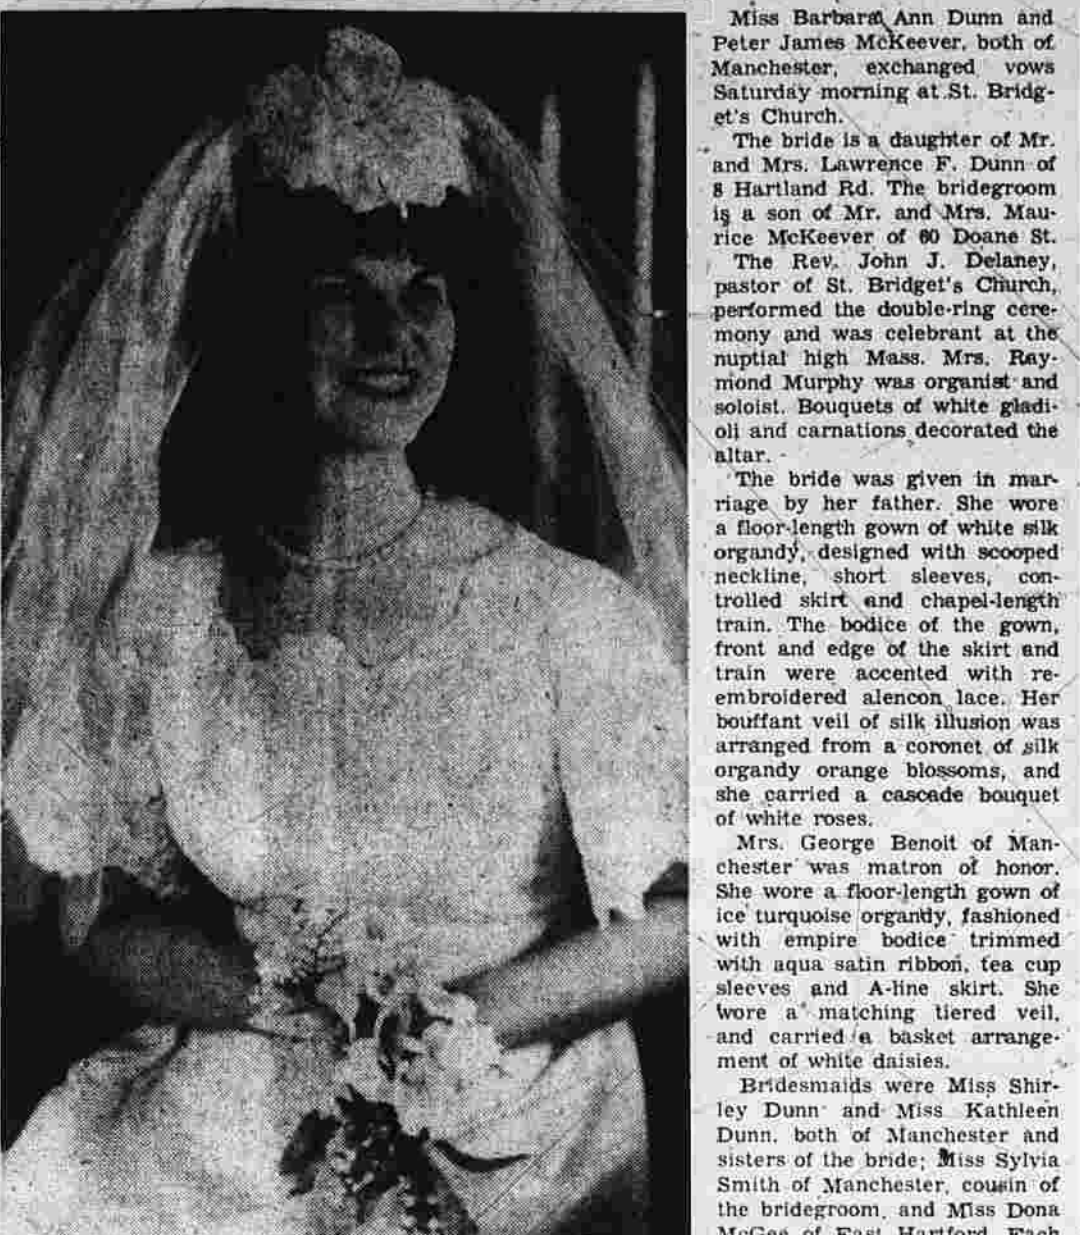 Miss Barbara Ann Dunn and
Peter James McKeever, both of
Manchester, exchanged vows
Saturday morning at St. Bridg-
et's Church.
The bride is a daughter of Mr.
and Mrs. Lawrence F. Dunn of
8 Hartland Rd. The bridegroom
is a son of Mr. and Mrs. Mau-
rice McKeever of 60 Doane St.
The Rev. John J. Delaney,
pastor of St. Bridget's Church,
performed the double-ring cere-
mony and was celebrant at the
nuptial high Mass. Mrs. Ray-
mond Murphy was organist and
soloist. Bouquets of white gladi-
oli and carnations decorated the
altar.
The bride was given in mar-
riage by her father. She wore
a floor-length gown of white silk
organdy, designed with scooped
neckline, short sleeves, con-
trolled skirt and chapel-length
train. The bodice of the gown,
front and edge of the skirt and
train were accented with re-
embroidered alencon lace. Her
bouffant veil of silk illusion was
arranged from a coronet of silk
organdy orange blossoms, and
she carried a cascade bouquet
of white roses.
Mrs. George Benoit of Man-
chester was matron of honor.
She wore a floor-length gown of
ice turquoise organdy, fashioned
with empire bodice trimmed
with aqua satin ribbon, tea cup
sleeves and A-line skirt. She
wore a matching tiered veil,
and carried a basket arrange-
ment of white daisies.
Bridesmaids were Miss Shir-
ley Dunn and Miss Kathleen
Dunn, both of Manchester and
sisters of the bride; Miss Sylvia
Smith of Manchester, cousin of
the bridegroom, and Miss Dona
McGee of East Hartford. Each